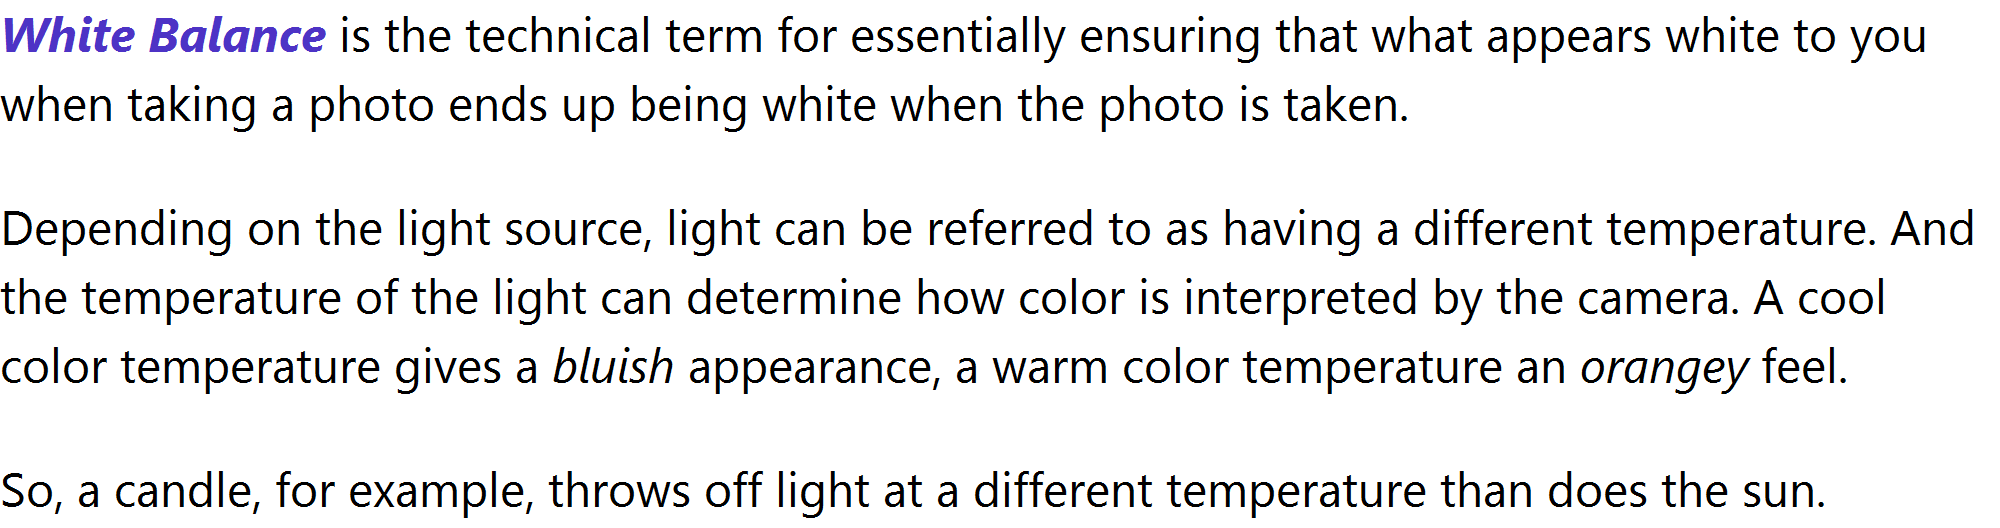 White Balance is the technical term for essentially ensuring that what appears white to you
when taking a photo ends up being white when the photo is taken.
Depending on the light source, light can be referred to as having a different temperature. And
the temperature of the light can determine how color is interpreted by the camera. A cool
color temperature gives a bluish appearance, a warm color temperature an orangey feel.
So, a candle, for example, throws off light at a different temperature than does the sun.